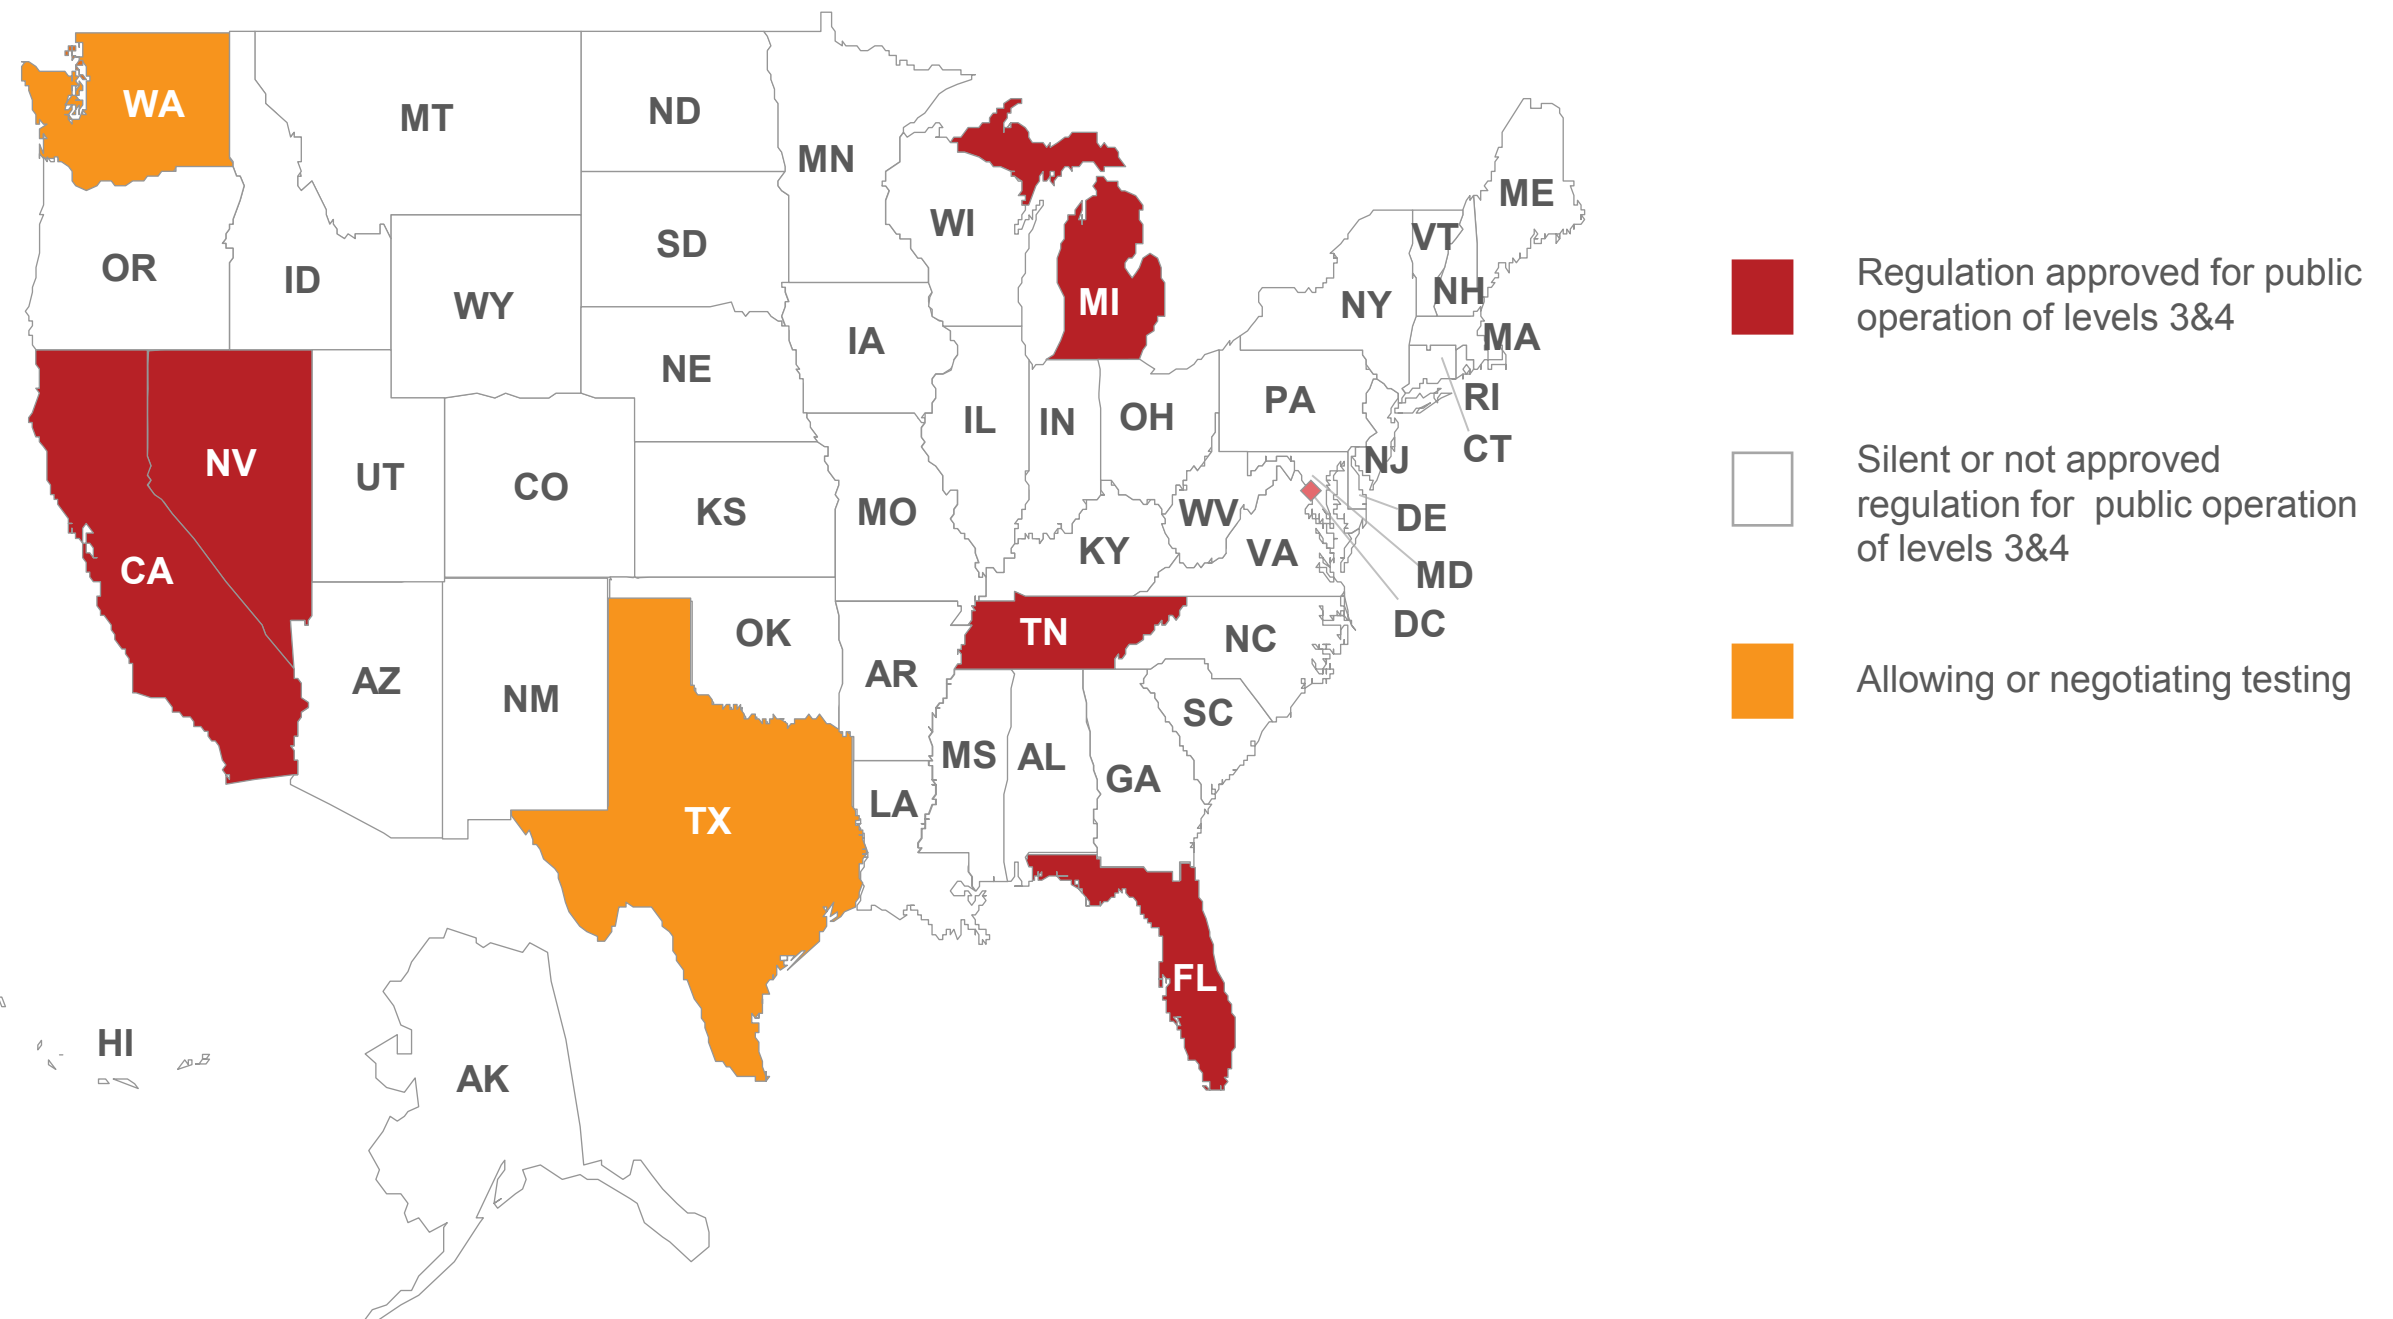 WA
MT
ND
MN
ME
OR
ID
WY
SD
WI
MI
NY
VT
NH
MA
RI
CT
NV
UT
CO
NE
IA
IL
IN
OH
PA
NJ
DE
MD
DC
CA
KS
MO
KY
WV
VA
AZ
NM
OK
AR
TN
NC
SC
TX
LA
MS
AL
GA
FL
HI
AK
Regulation approved for public
operation of levels 3&4
Silent or not approved
regulation for  public operation
of levels 3&4
Allowing or negotiating testing